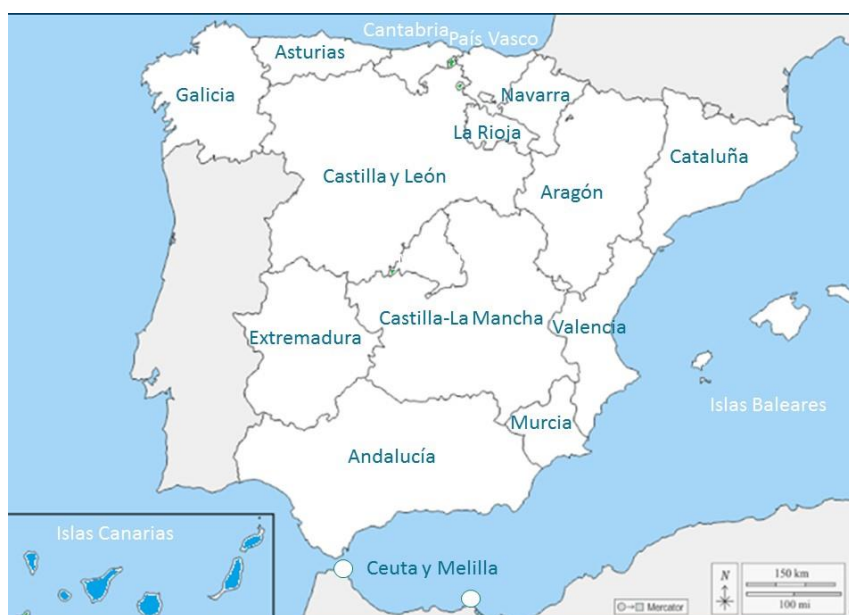 Cantabria
País Vasco
Asturias
Galicia
Navarra
La Rioja
Cataluña
Castilla y León
Aragón
Castilla-La Mancha
Valencia
Extremadura
Islas Baleares
Murcia
Andalucía
Islas Canarias
Ceuta y Melilla
N
150 km
100 mi
Mercator